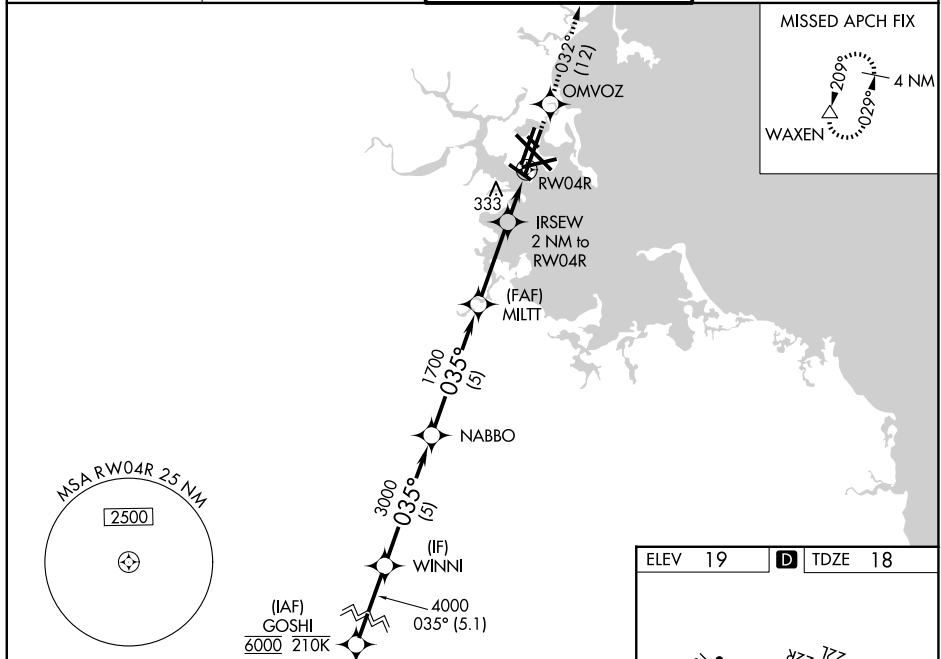 MISSED APCH FIX
209°
4 NM
029°
WAXEN
032°
(12)
OMVOZ
RW04R
333
IRSEW
2 NM to
RW04R
(FAF)
MILTT
1700
035°
(5)
NABBO
3000
035°
(5)
(IF)
WINNI
4000
035° (5.1)
(IAF)
GOSHI
6000 210K
MSA RW04R 25 NM
2500
ELEV 19 D TDZE 18
22L
22R